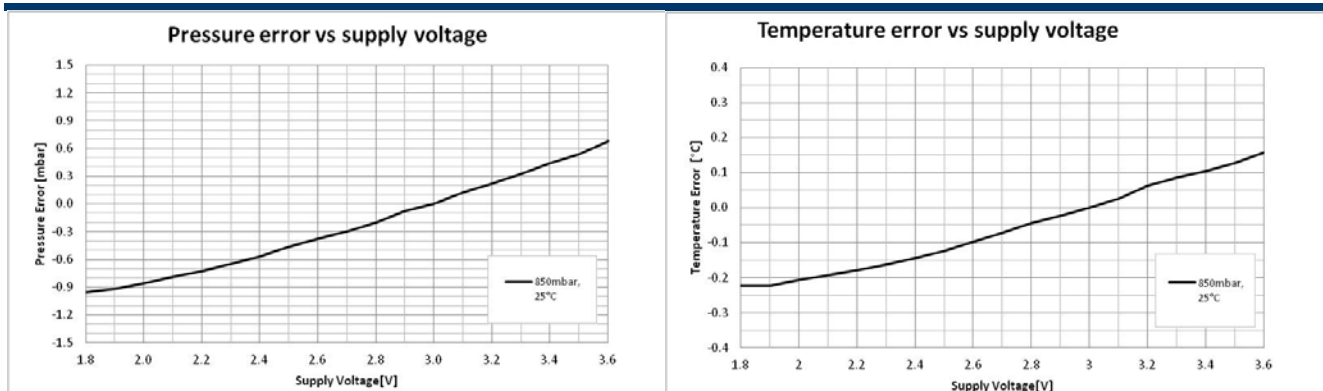 Pressure error vs supply voltage
1.5
1.2
0.9
0.6
0.3
0.0
-0.3
-0.6
-0.9
-1.2
-1.5
Pressure Error [mbar]
850mbar,
25°C
1.8 2.0 2.2 2.4 2.6 2.8 3.0 3.2 3.4 3.6
Supply Voltage[V]
Temperature error vs supply voltage
0.4
0.3
0.2
0.1
0.0
-0.1
-0.2
-0.3
-0.4
Temperature Error [°C]
850mbar,
25°C
1.8 2 2.2 2.4 2.6 2.8 3 3.2 3.4 3.6
Supply Voltage[V]